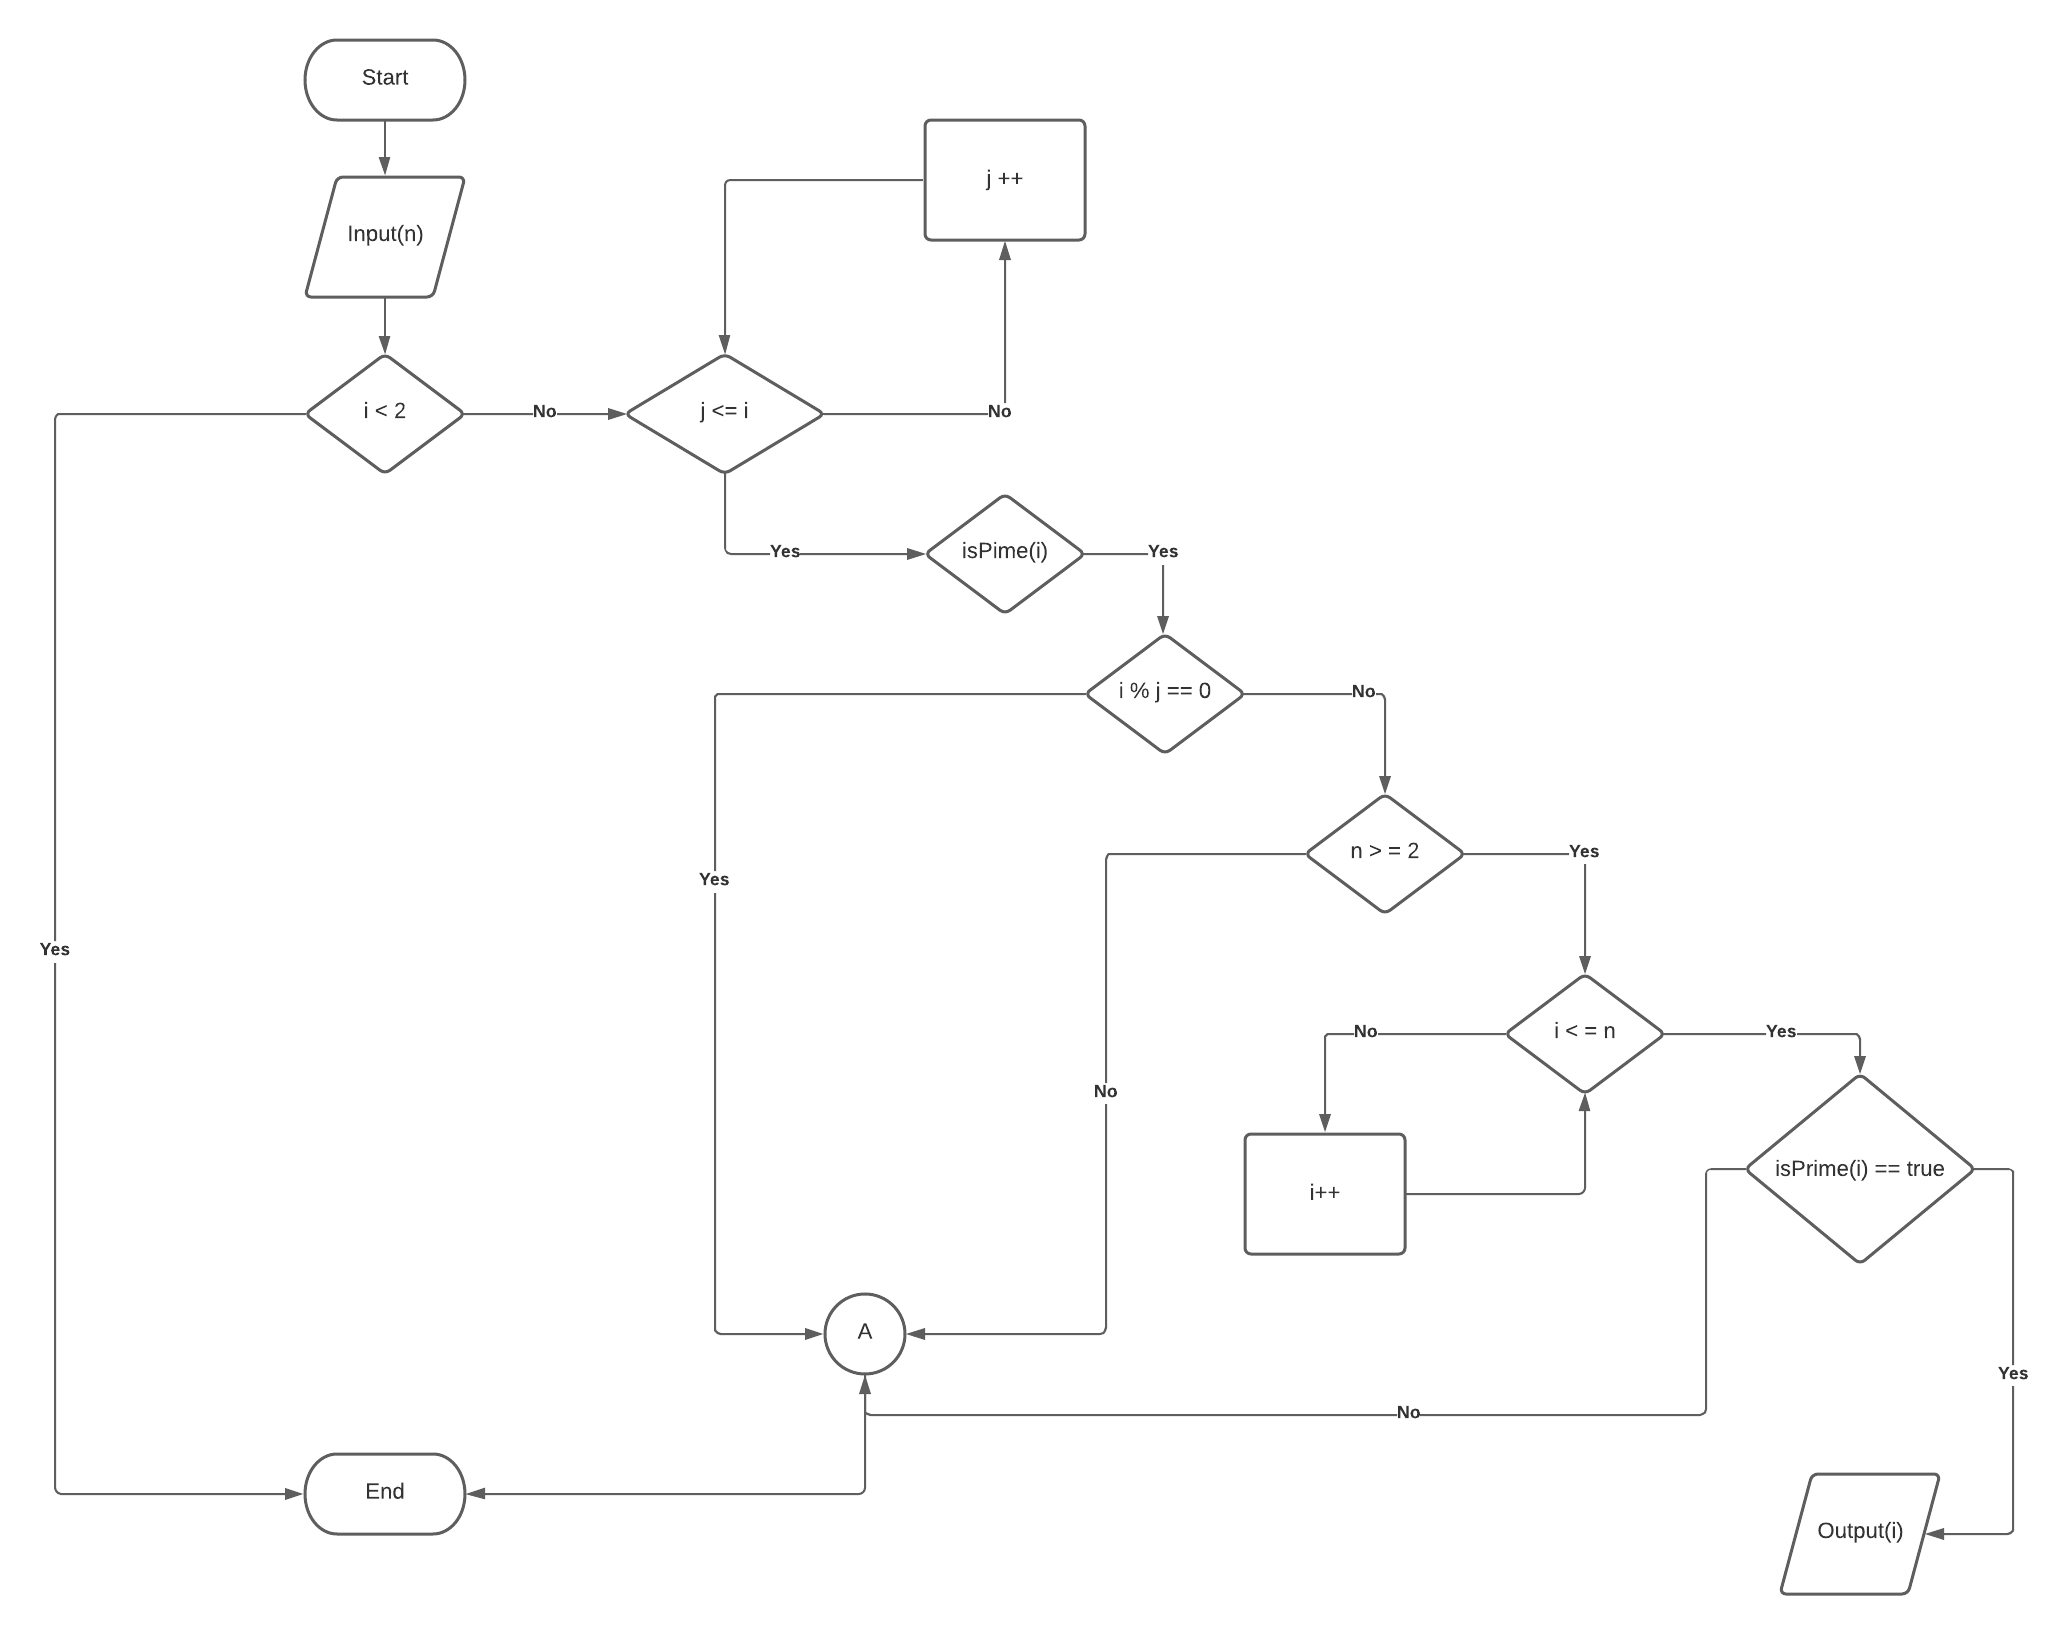 Start
j ++
Input(n)
i < 2
No
j <= i
No
Yes
isPime(i)
Yes
i % j == 0
No
Yes
n > = 2
Yes
Yes
No
i < = n
No
Yes
i++
isPrime(i) == true
A
No
Yes
End
Output(i)